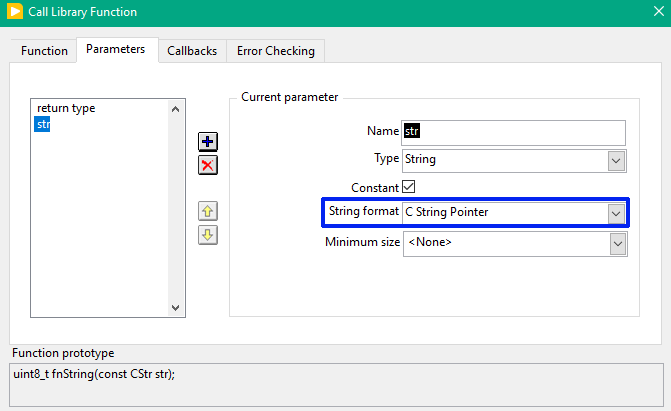 Call Library Function
Function
Parameters
Callbacks
Error Checking
return type
str
Current parameter
Name str
Type String
Constant
String format C String Pointer
Minimum size <None>
Function prototype
uint8_t fnString(const CStr str);